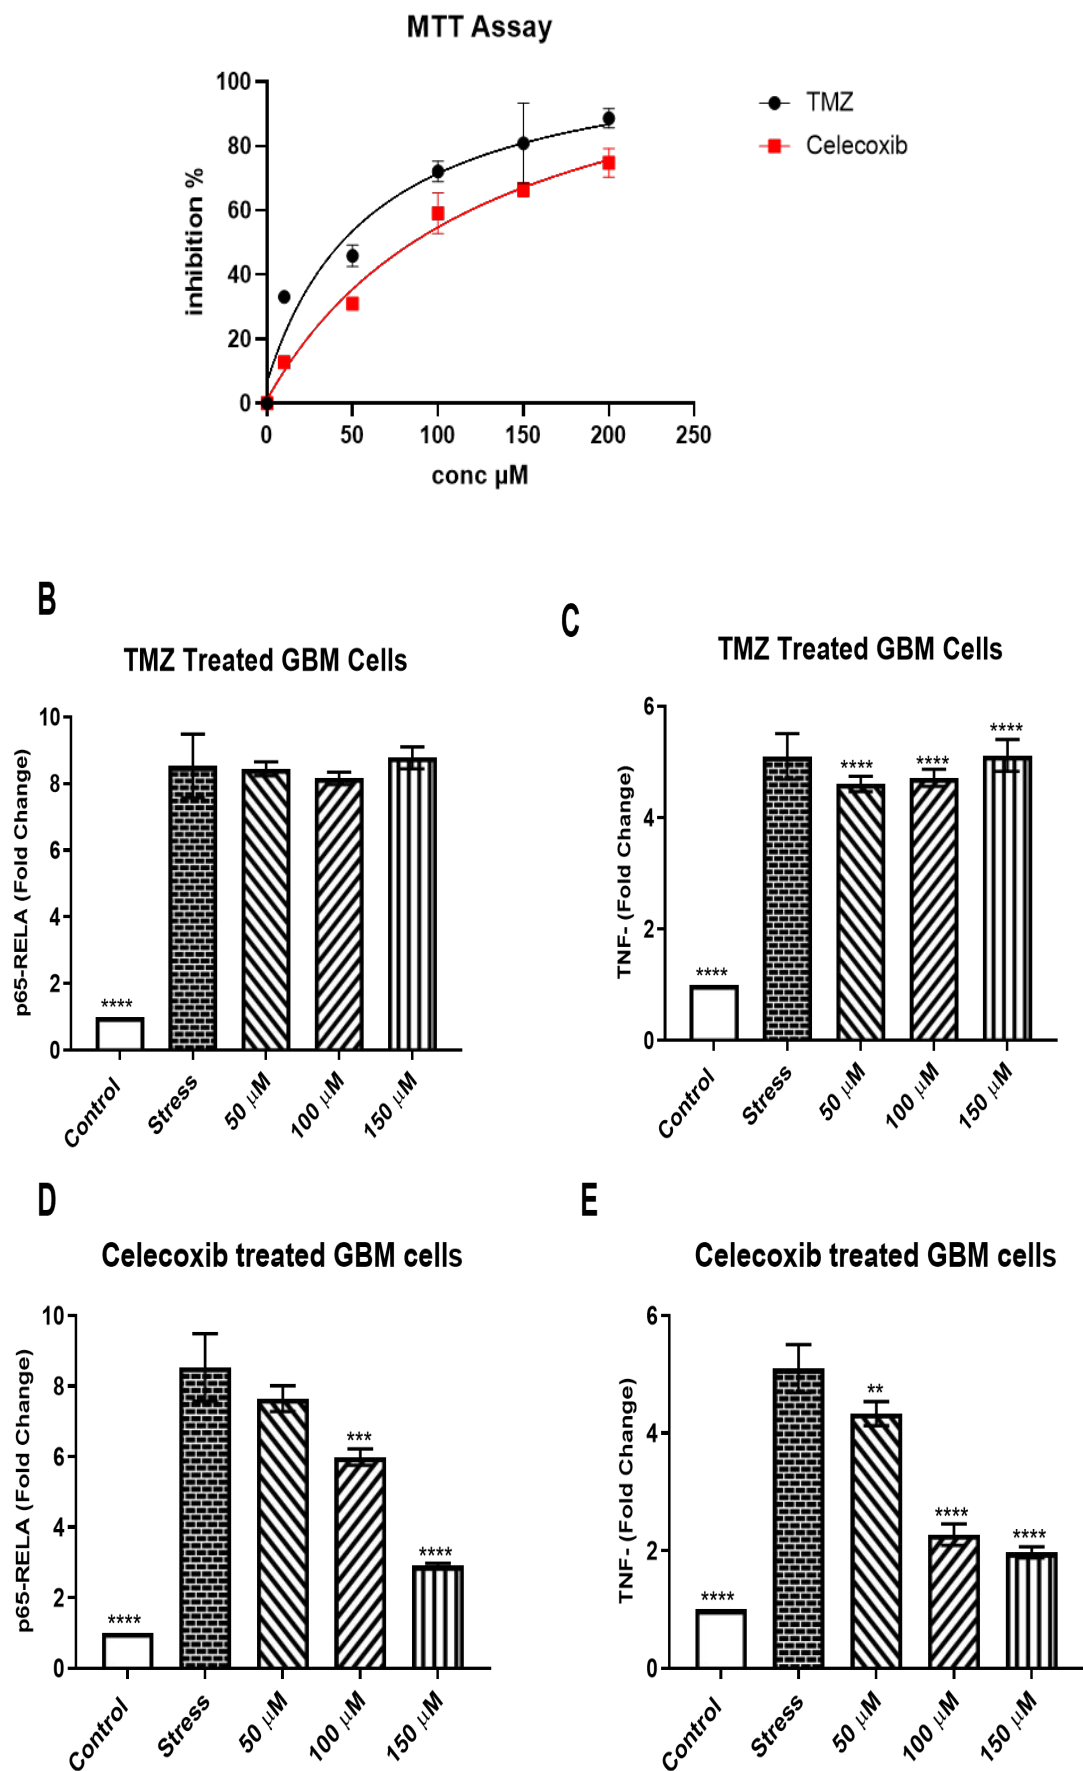 MTT Assay
100
80
60
40
20
0
inhibition %
0 50 100 150 200 250
conc µM
TMZ
Celecoxib
B
TMZ Treated GBM Cells
p65-RELA (Fold Change)
10
8
6
4
2
0
****
Control Stress 50 µM 100 µM 150 µM
C
TMZ Treated GBM Cells
TNF- (Fold Change)
6
4
2
0
**** **** **** ****
Control Stress 50 µM 100 µM 150 µM
D
Celecoxib treated GBM cells
p65-RELA (Fold Change)
10
8
6
4
2
0
**** *** ****
Control Stress 50 µM 100 µM 150 µM
E
Celecoxib treated GBM cells
TNF- (Fold Change)
6
4
2
0
**** ** **** ****
Control Stress 50 µM 100 µM 150 µM